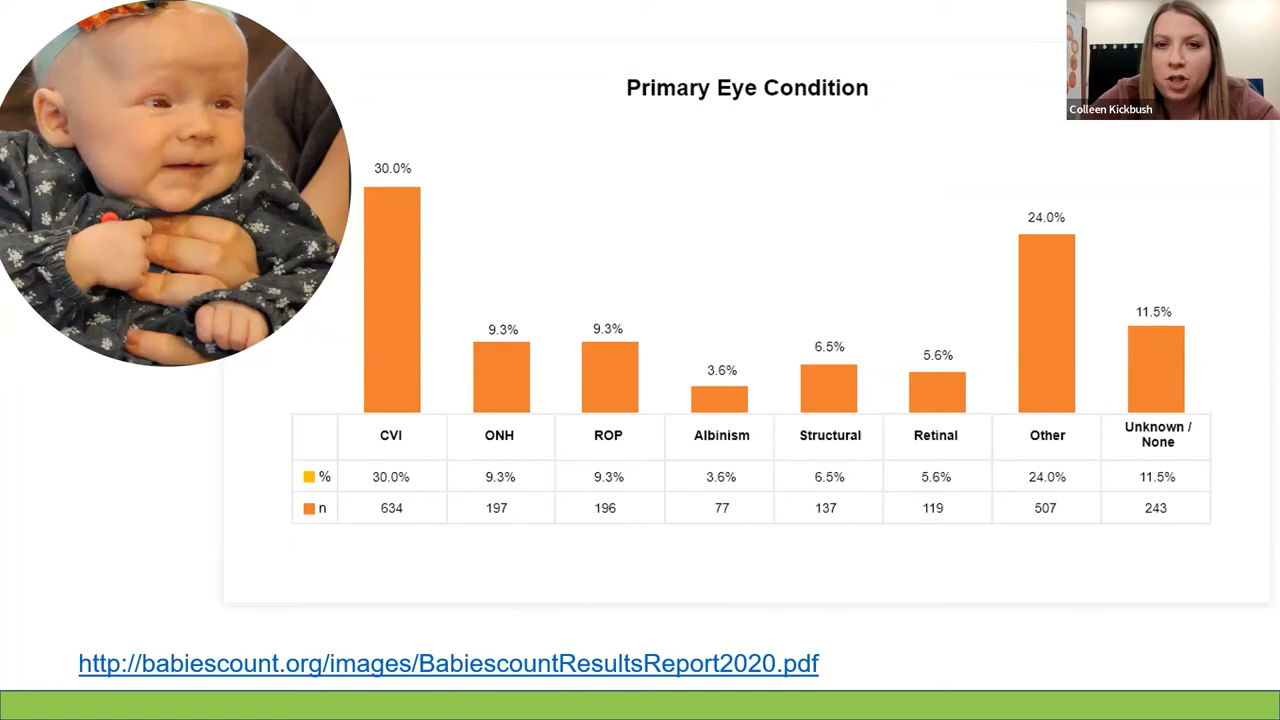 Primary Eye Condition
Colleen Kickbush
30.0%
9.3%
9.3%
3.6%
6.5%
5.6%
24.0%
11.5%
CVI ONH ROP Albinism Structural Retinal Other Unknown / None
% 30.0% 9.3% 9.3% 3.6% 6.5% 5.6% 24.0% 11.5%
n 634 197 196 77 137 119 507 243
http://babiescount.org/images/BabiescountResultsReport2020.pdf